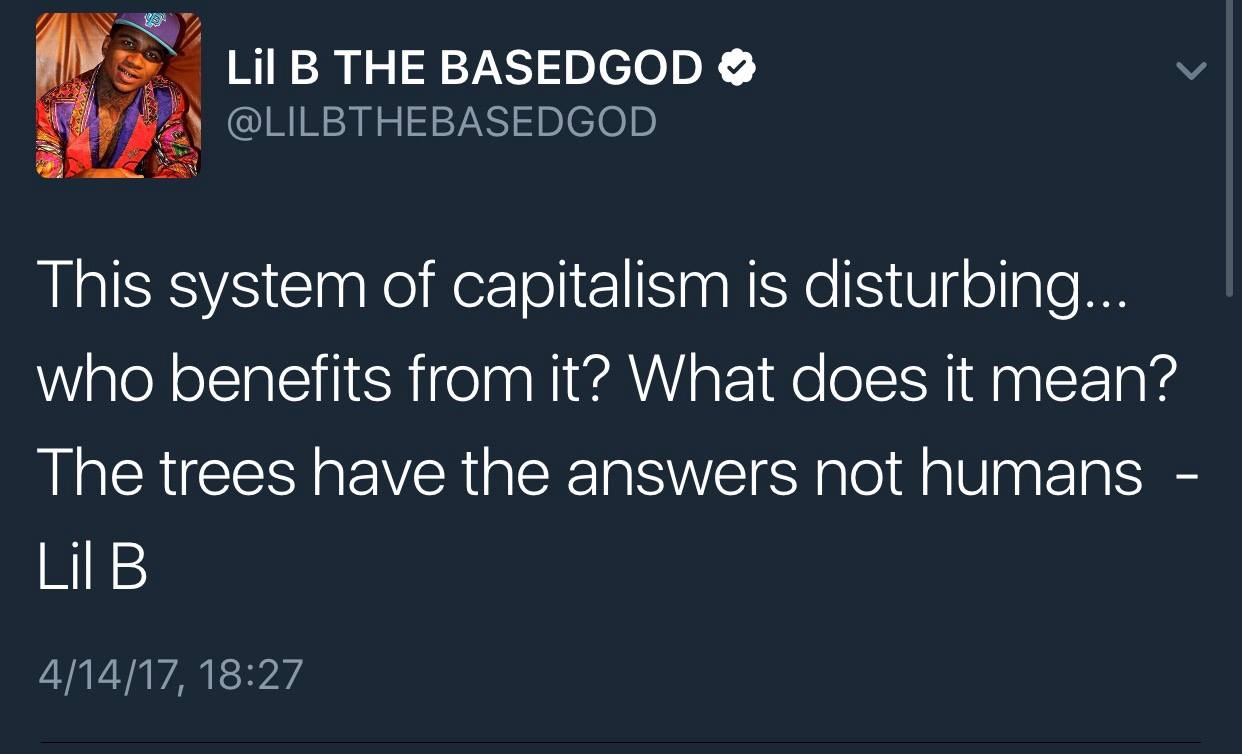 Lil B THE BASEDGOD
@LILBTHEBASEDGOD
This system of capitalism is disturbing...
who benefits from it? What does it mean?
The trees have the answers not humans  -
Lil B
4/14/17, 18:27